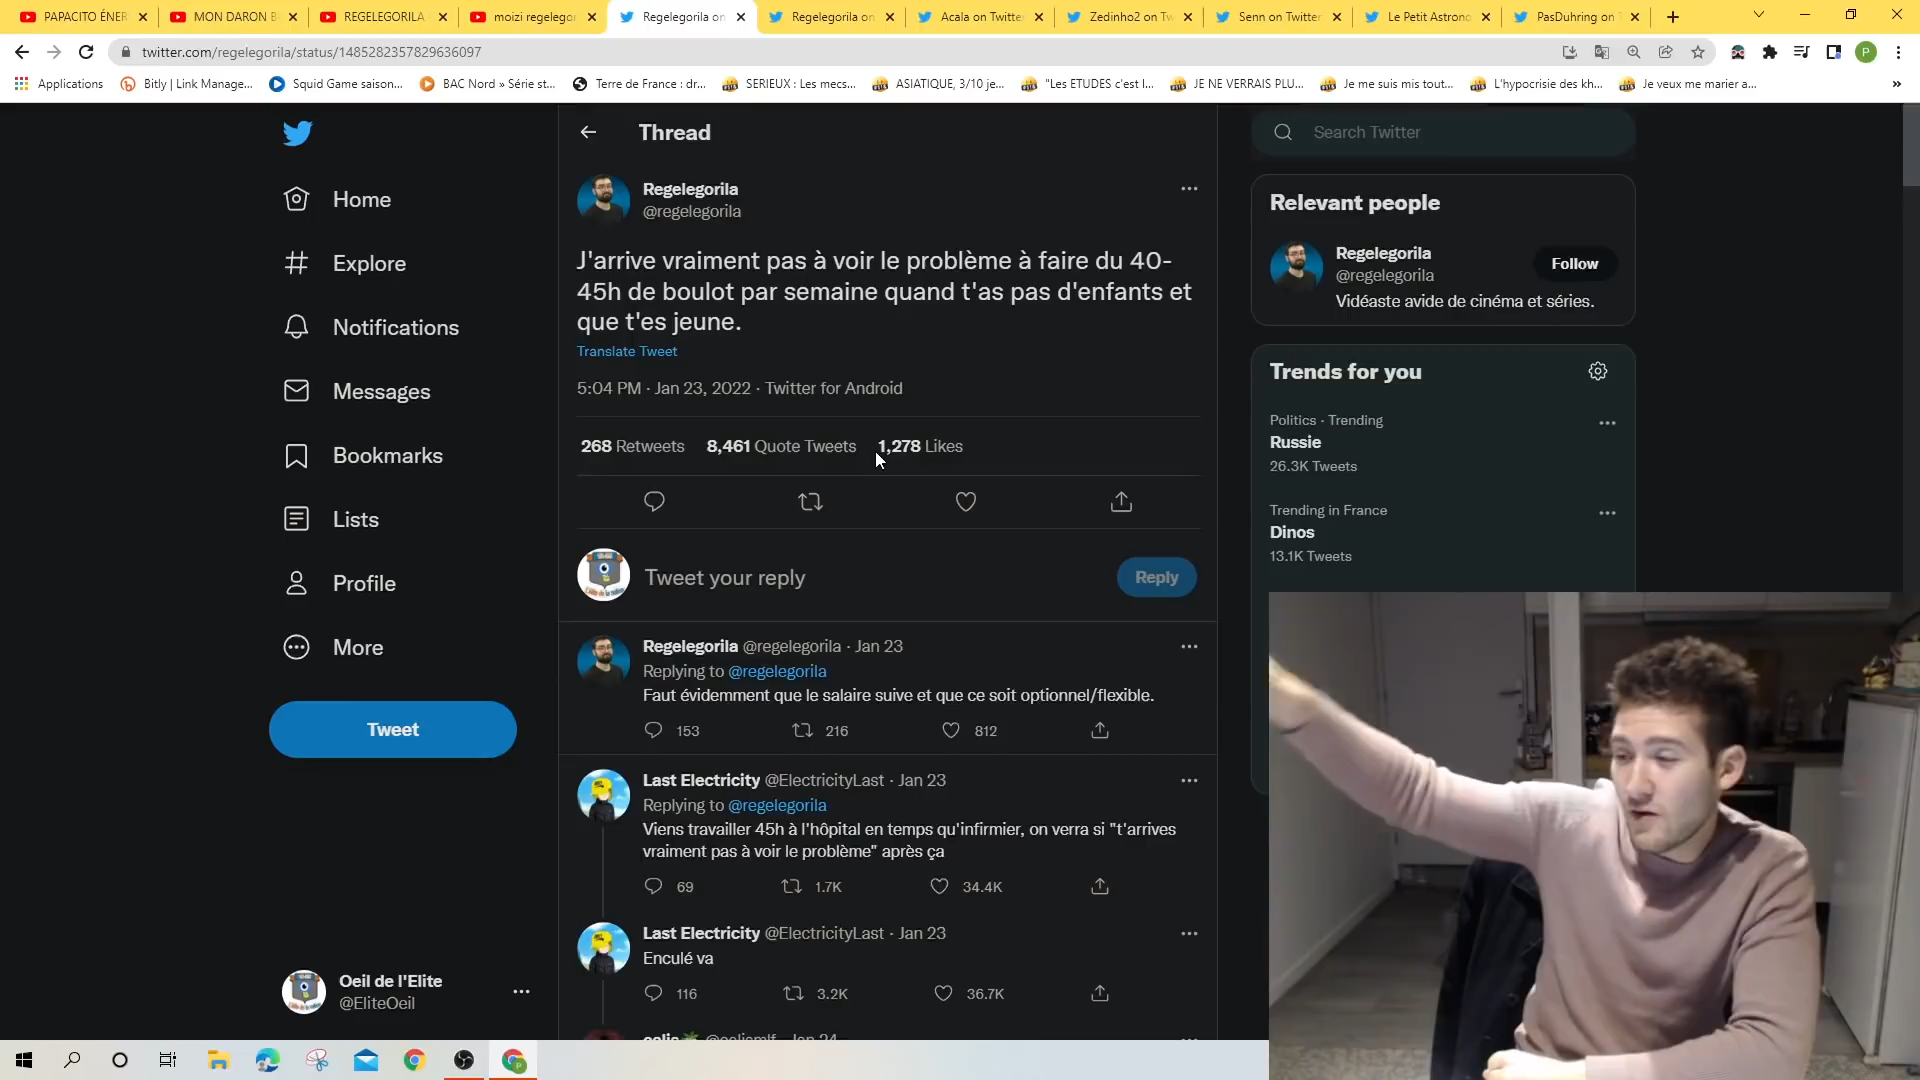 PAPACITO ÉNER
MON DARON B
REGELEGORILA
moizi regelegor
Regelegorila on
Regelegorila on
Acala on Twitte
Zedinho2 on Tw
Senn on Twitter
Le Petit Astrono
PasDuhring on T
twitter.com/regelegorila/status/1485282357829636097
P
Applications
Bitly | Link Manage...
Squid Game saison...
BAC Nord » Série st...
Terre de France : dr...
SERIEUX : Les mecs...
ASIATIQUE, 3/10 je...
"Les ETUDES c'est l...
JE NE VERRAIS PLU...
Je me suis mis tout...
L'hypocrisie des kh...
Je veux me marier a...
Home
Explore
Notifications
Messages
Bookmarks
Lists
Profile
More
Tweet
Oeil de l'Elite
@EliteOeil
Thread
Regelegorila
@regelegorila
J'arrive vraiment pas à voir le problème à faire du 40-
45h de boulot par semaine quand t'as pas d'enfants et
que t'es jeune.
Translate Tweet
5:04 PM · Jan 23, 2022 · Twitter for Android
268 Retweets 8,461 Quote Tweets 1,278 Likes
Tweet your reply
Reply
Regelegorila @regelegorila · Jan 23
Replying to @regelegorila
Faut évidemment que le salaire suive et que ce soit optionnel/flexible.
153 216 812
Last Electricity @ElectricityLast · Jan 23
Replying to @regelegorila
Viens travailler 45h à l'hôpital en temps qu'infirmier, on verra si "t'arrives
vraiment pas à voir le problème" après ça
69 1.7K 34.4K
Last Electricity @ElectricityLast · Jan 23
Enculé va
116 3.2K 36.7K
Search Twitter
Relevant people
Regelegorila
@regelegorila
Follow
Vidéaste avide de cinéma et séries.
Trends for you
Politics · Trending
Russie
26.3K Tweets
Trending in France
Dinos
13.1K Tweets